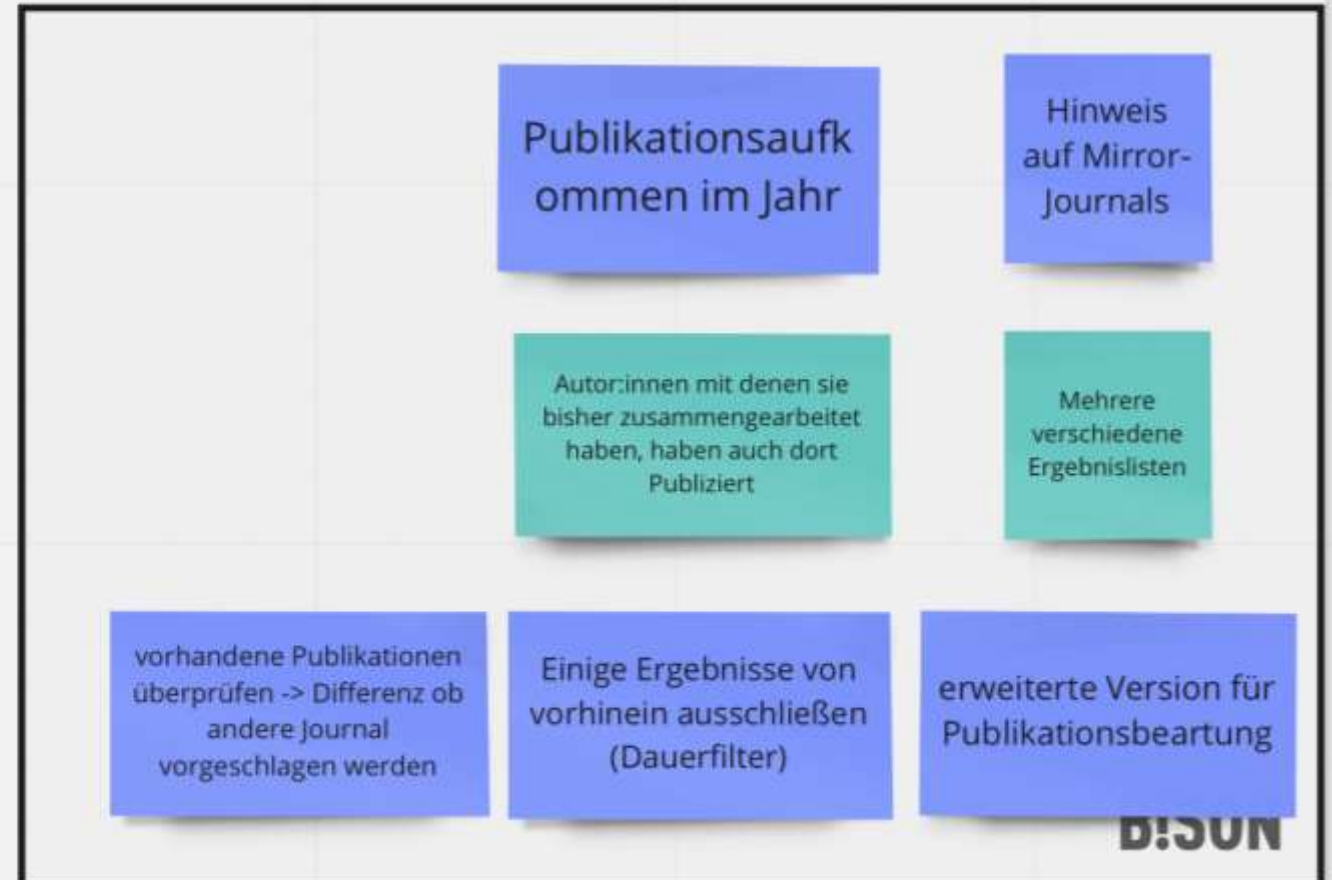 Publikationsaufk
ommen im Jahr
Hinweis
auf Mirror-
Journals
Autor:innen mit denen sie
bisher zusammengearbeitet
haben, haben auch dort
Publiziert
Mehrere
verschiedene
Ergebnislisten
vorhandene Publikationen
überprüfen -> Differenz ob
andere Journal
vorgeschlagen werden
Einige Ergebnisse von
vorhinein ausschließen
(Dauerfilter)
erweiterte Version für
Publikationsbeartung
B!SON